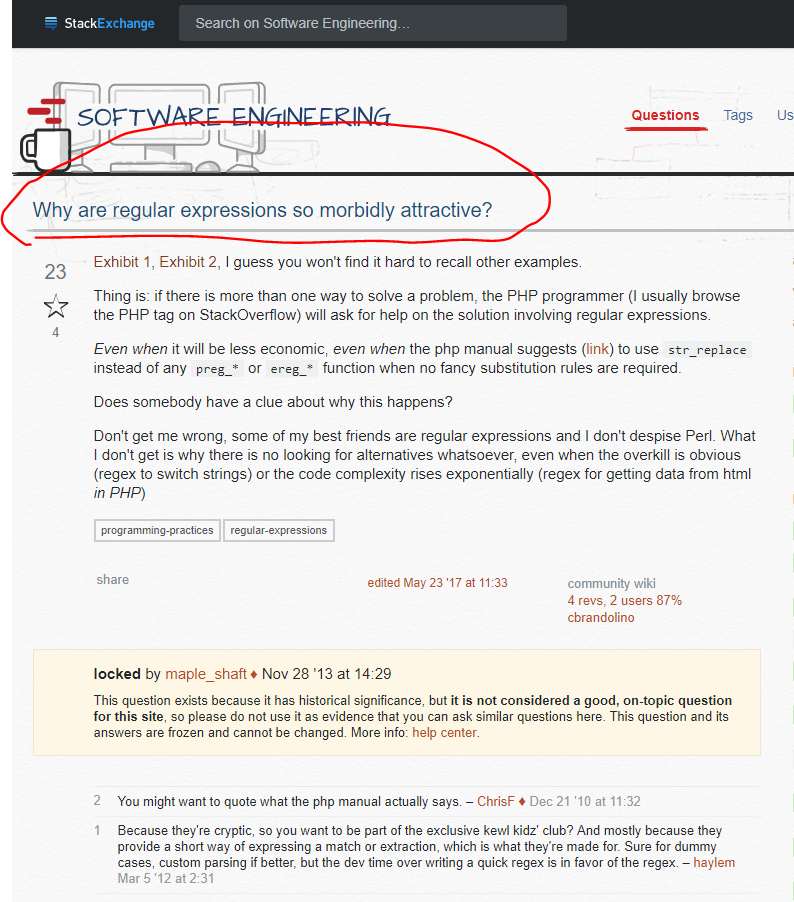 StackExchange
Search on Software Engineering…
SOFTWARE ENGINEERING
Questions
Tags
Us
Why are regular expressions so morbidly attractive?
23
4
Exhibit 1, Exhibit 2, I guess you won't find it hard to recall other examples.
Thing is: if there is more than one way to solve a problem, the PHP programmer (I usually browse
the PHP tag on StackOverflow) will ask for help on the solution involving regular expressions.
Even when it will be less economic, even when the php manual suggests (link) to use str_replace
instead of any preg_* or ereg_* function when no fancy substitution rules are required.
Does somebody have a clue about why this happens?
Don't get me wrong, some of my best friends are regular expressions and I don't despise Perl. What
I don't get is why there is no looking for alternatives whatsoever, even when the overkill is obvious
(regex to switch strings) or the code complexity rises exponentially (regex for getting data from html
in PHP)
programming-practices
regular-expressions
share
edited May 23 '17 at 11:33
community wiki
4 revs, 2 users 87%
cbrandolino
locked by maple_shaft ♦ Nov 28 '13 at 14:29
This question exists because it has historical significance, but it is not considered a good, on-topic question
for this site, so please do not use it as evidence that you can ask similar questions here. This question and its
answers are frozen and cannot be changed. More info: help center.
2 You might want to quote what the php manual actually says. – ChrisF ♦ Dec 21 '10 at 11:32
1 Because they're cryptic, so you want to be part of the exclusive kewl kidz' club? And mostly because they
provide a short way of expressing a match or extraction, which is what they're made for. Sure for dummy
cases, custom parsing if better, but the dev time over writing a quick regex is in favor of the regex. – haylem
Mar 5 '12 at 2:31